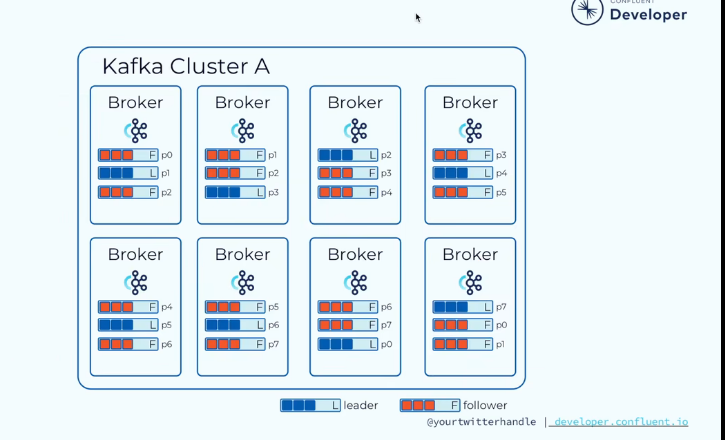 CONFLUENT
Developer
Kafka Cluster A
Broker
F p0
L p1
F p2
Broker
F p1
F p2
L p3
Broker
L p2
F p3
F p4
Broker
F p3
L p4
F p5
Broker
F p4
L p5
F p6
Broker
F p5
L p6
F p7
Broker
F p6
F p7
L p0
Broker
L p7
F p0
F p1
L leader
F follower
@yourtwitterhandle | developer.confluent.io